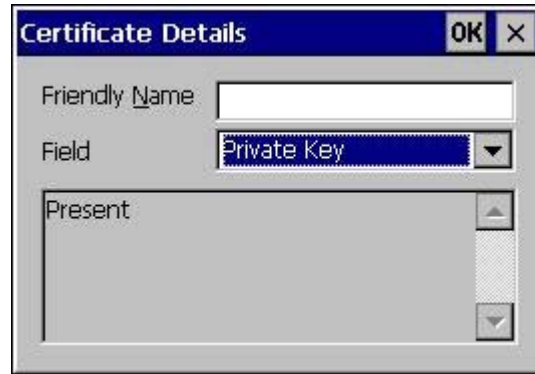 Certificate Details OK ×
Friendly Name
Field Private Key
Present